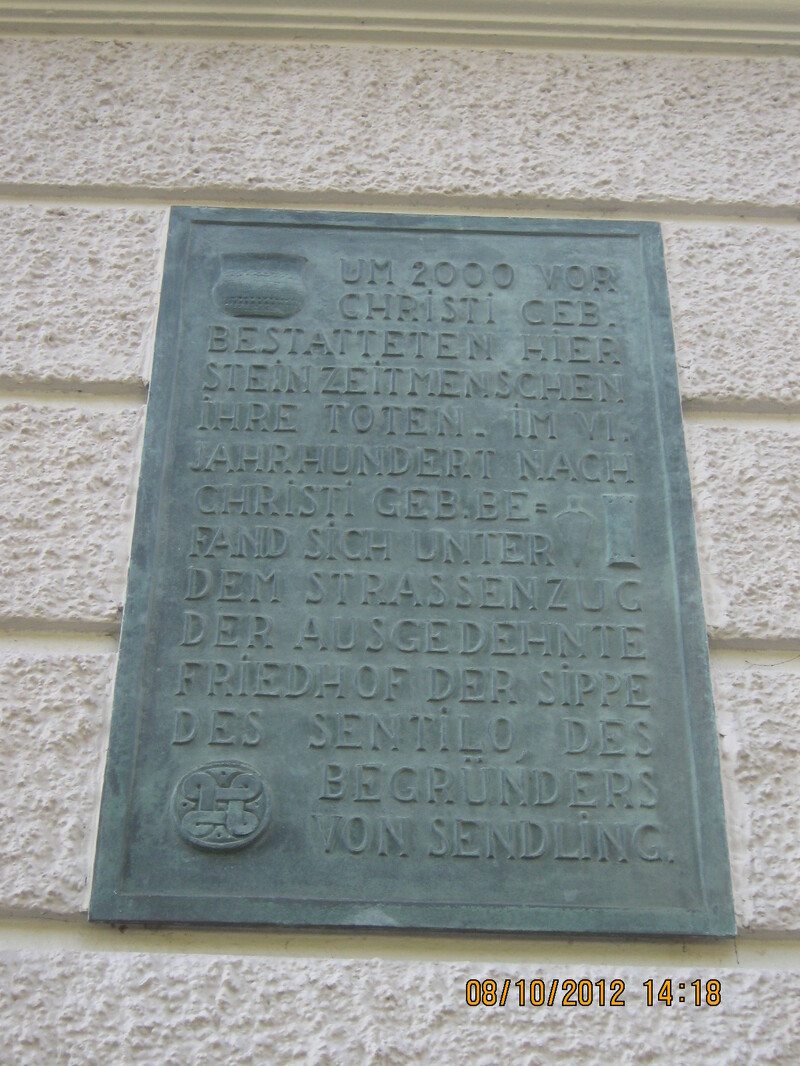 UM 2000 VOR
CHRISTI GEB.
BESTATTETEN HIER
STEINZEITMENSCHEN
IHRE TOTEN. IM VI.
JAHRHUNDERT NACH
CHRISTI GEB. BE=
FAND SICH UNTER
DEM STRASSENZUG
DER AUSGEDEHNTE
FRIEDHOF DER SIPPE
DES SENTILO, DES
BEGRÜNDERS
VON SENDLING.
08/10/2012 14:18